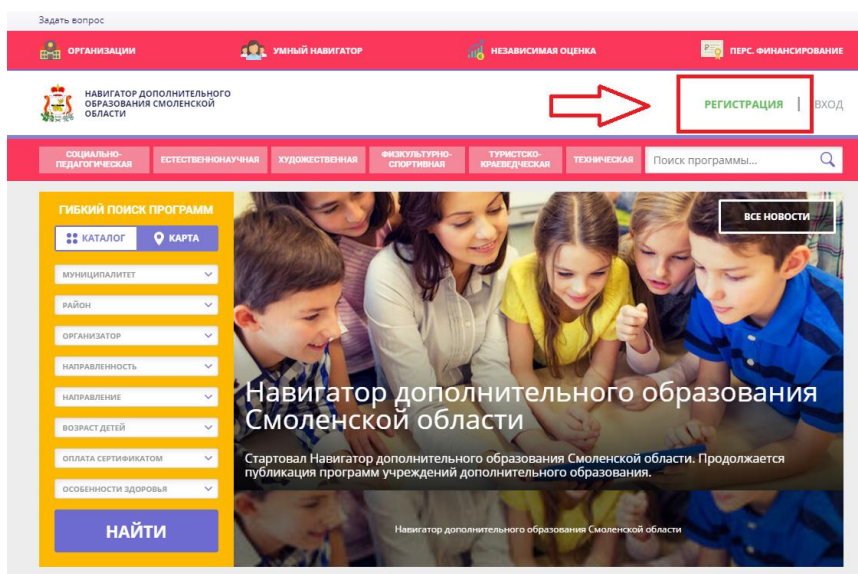 Задать вопрос
ОРГАНИЗАЦИИ
УМНЫЙ НАВИГАТОР
НЕЗАВИСИМАЯ ОЦЕНКА
ПЕРС. ФИНАНСИРОВАНИЕ
НАВИГАТОР ДОПОЛНИТЕЛЬНОГО
ОБРАЗОВАНИЯ СМОЛЕНСКОЙ
ОБЛАСТИ
РЕГИСТРАЦИЯ | ВХОД
СОЦИАЛЬНО-
ПЕДАГОГИЧЕСКАЯ
ЕСТЕСТВЕННОНАУЧНАЯ
ХУДОЖЕСТВЕННАЯ
ФИЗКУЛЬТУРНО-
СПОРТИВНАЯ
ТУРИСТСКО-
КРАЕВЕДЧЕСКАЯ
ТЕХНИЧЕСКАЯ
Поиск программы...
ГИБКИЙ ПОИСК ПРОГРАММ
КАТАЛОГ
КАРТА
МУНИЦИПАЛИТЕТ
РАЙОН
ОРГАНИЗАТОР
НАПРАВЛЕННОСТЬ
НАПРАВЛЕНИЕ
ВОЗРАСТ ДЕТЕЙ
ОПЛАТА СЕРТИФИКАТОМ
ОСОБЕННОСТИ ЗДОРОВЬЯ
НАЙТИ
ВСЕ НОВОСТИ
Навигатор дополнительного образования
Смоленской области
Стартовал Навигатор дополнительного образования Смоленской области. Продолжается
публикация программ учреждений дополнительного образования.
Навигатор дополнительного образования Смоленской области